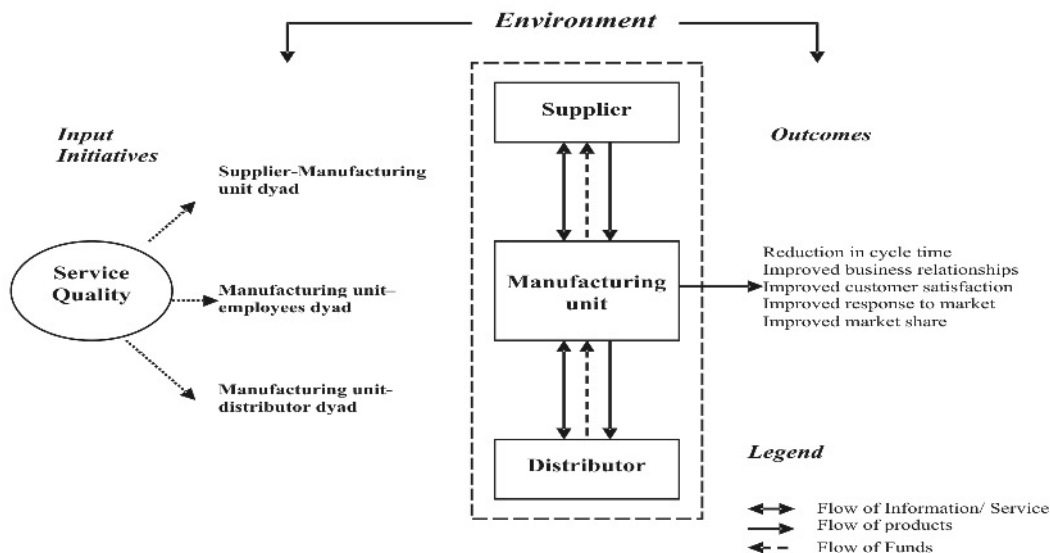 Environment
Supplier
Input
Initiatives
Outcomes
Supplier-Manufacturing
unit dyad
Service
Quality
Manufacturing unit–
employees dyad
Manufacturing
unit
Reduction in cycle time
Improved business relationships
Improved customer satisfaction
Improved response to market
Improved market share
Manufacturing unit-
distributor dyad
Distributor
Legend
Flow of Information/ Service
Flow of products
Flow of Funds